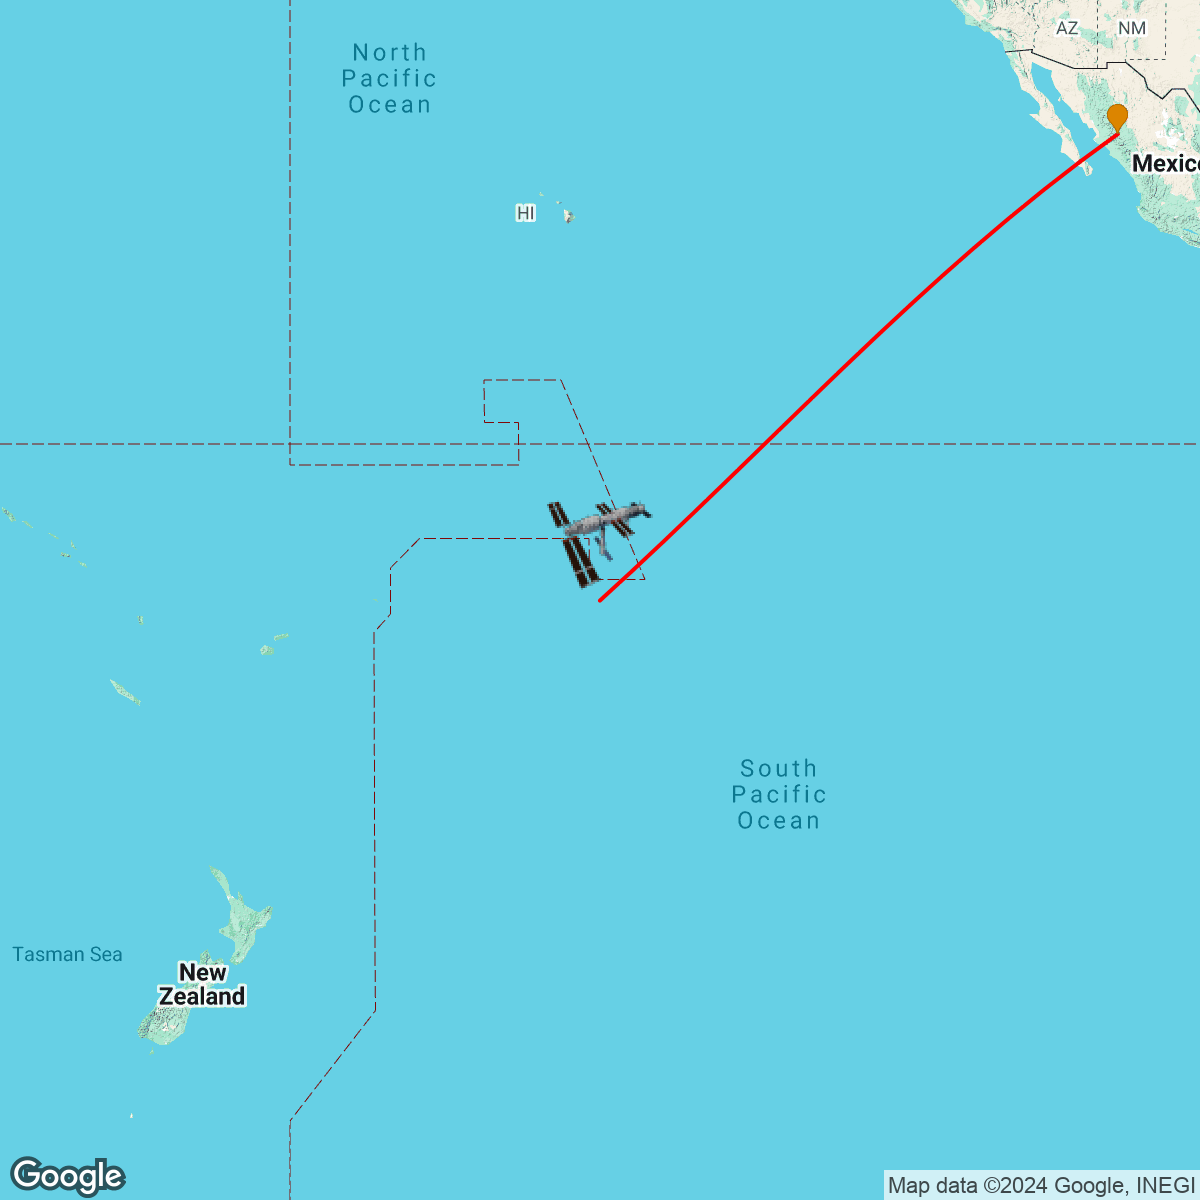 North
Pacific
Ocean
AZ
NM
Mexico
HI
South
Pacific
Ocean
Tasman Sea
New
Zealand
Google
Map data ©2024 Google, INEGI